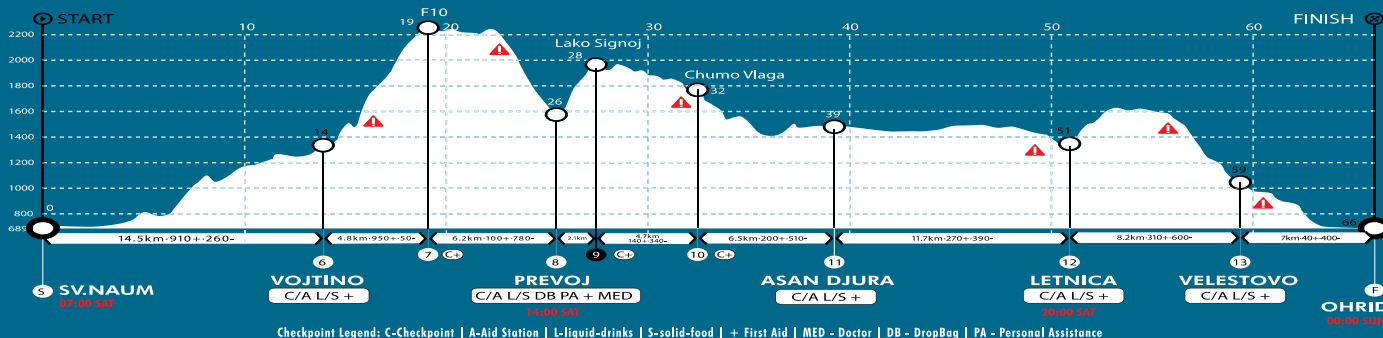 START
F10
FINISH
10
19
20
30
40
50
60
2200
2000
1800
1600
1400
1200
1000
800
689
Lako Signoj
28
Chumo Vlaga
32
26
14
39
51
59
0
66
14.5km·910+·260-
4.8km·950+·50-
6.2km·100+·780-
2.1km
4.7km
140+·340-
6.5km·200+·510-
11.7km·270+·390-
8.2km·310+·600-
7km·40+·400-
6
7 C+
8
9 C+
10 C+
11
12
13
S SV.NAUM
07:00 SAT
VOJTINO
C/A L/S +
PREVOJ
C/A L/S DB PA + MED
14:00 SAT
ASAN DJURA
C/A L/S +
LETNICA
C/A L/S +
20:00 SAT
VELESTOVO
C/A L/S +
F
OHRID
00:00 SUN
Checkpoint Legend: C-Checkpoint | A-Aid Station | L-liquid-drinks | S-solid-food | + First Aid | MED - Doctor | DB - DropBag | PA - Personal Assistance